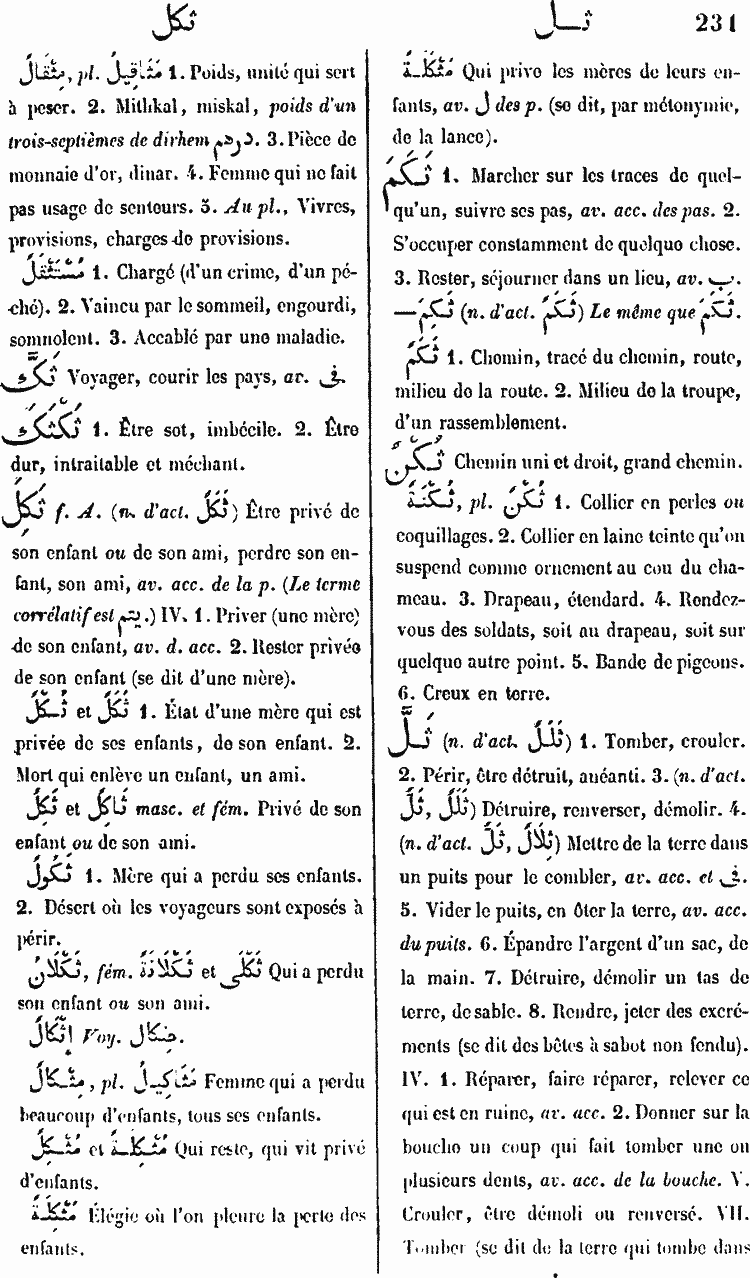 ثكل ثــل 231
مِثْقَالٌ, pl. مَثَاقِيلُ 1. Poids, unité qui sert
à peser. 2. Mithkal, miskal, poids d'un
trois-septièmes de dirhem درهم. 3. Pièce de
monnaie d'or, dinar. 4. Femme qui ne fait
pas usage de senteurs. 5. Au pl., Vivres,
provisions, charges de provisions.
مُسْتَثْقَلٌ 1. Chargé (d'un crime, d'un pé-
ché). 2. Vaincu par le sommeil, engourdi,
somnolent. 3. Accablé par une maladie.
ثَكَّ Voyager, courir les pays, av. فى.
ثَكْثَكَ 1. Être sot, imbécile. 2. Être
dur, intraitable et méchant.
ثَكِلَ f. A. (n. d'act. ثَكَلٌ) Être privé de
son enfant ou de son ami, perdre son en-
fant, son ami, av. acc. de la p. (Le terme
corrélatif est يتم.) IV. 1. Priver (une mère)
de son enfant, av. d. acc. 2. Rester privée
de son enfant (se dit d'une mère).
ثُكْلٌ et ثَكَلٌ 1. État d'une mère qui est
privée de ses enfants, de son enfant. 2.
Mort qui enlève un enfant, un ami.
ثَكِلٌ et ثَاكِلٌ masc. et fém. Privé de son
enfant ou de son ami.
ثَكُولٌ 1. Mère qui a perdu ses enfants.
2. Désert où les voyageurs sont exposés à
périr.
ثَكْلَانُ, fém. ثَكْلَانَةٌ et ثَكْلَى Qui a perdu
son enfant ou son ami.
إِثْكَالٌ Voy. ضكال.
مِثْكَالٌ, pl. مَثَاكِيلُ Femme qui a perdu
beaucoup d'enfants, tous ses enfants.
مُثْكِلٌ et مُثْكِلَةٌ Qui reste, qui vit privé
d'enfants.
مُثْكِلَةٌ Élégie où l'on pleure la perte des
enfants.
مَثْكَلَةٌ Qui prive les mères de leurs en-
fants, av. ل des p. (se dit, par métonymie,
de la lance).
ثَكَمَ 1. Marcher sur les traces de quel-
qu'un, suivre ses pas, av. acc. des pas. 2.
S'occuper constamment de quelque chose.
3. Rester, séjourner dans un lieu, av. ب.
—ثَكِمَ (n. d'act. ثَكَمٌ) Le même que ثَكَمَ.
ثَكَمٌ 1. Chemin, tracé du chemin, route,
milieu de la route. 2. Milieu de la troupe,
d'un rassemblement.
ثُكْنٌ Chemin uni et droit, grand chemin.
ثُكْنَةٌ, pl. ثُكَنٌ 1. Collier en perles ou
coquillages. 2. Collier en laine teinte qu'on
suspend comme ornement au cou du cha-
meau. 3. Drapeau, étendard. 4. Rendez-
vous des soldats, soit au drapeau, soit sur
quelque autre point. 5. Bande de pigeons.
6. Creux en terre.
ثَلَّ (n. d'act. ثَلَلٌ) 1. Tomber, crouler.
2. Périr, être détruit, anéanti. 3. (n. d'act.
ثَلٌّ, ثَلَلٌ) Détruire, renverser, démolir. 4.
(n. d'act. ثَلٌّ, ثَلَالٌ) Mettre de la terre dans
un puits pour le combler, av. acc. et فى.
5. Vider le puits, en ôter la terre, av. acc.
du puits. 6. Épandre l'argent d'un sac, de
la main. 7. Détruire, démolir un tas de
terre, de sable. 8. Rendre, jeter des excré-
ments (se dit des bêtes à sabot non fendu).
IV. 1. Réparer, faire réparer, relever ce
qui est en ruine, av. acc. 2. Donner sur la
bouche un coup qui fait tomber une ou
plusieurs dents, av. acc. de la bouche. V.
Crouler, être démoli ou renversé. VII.
Tomber (se dit de la terre qui tombe dans